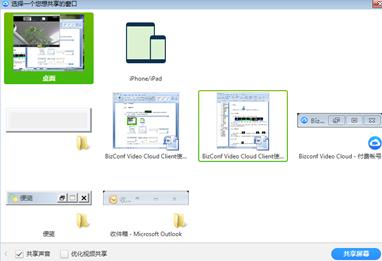 选择一个您想共享的窗口
桌面
iPhone/iPad
BizConf Video Cloud Client使...
BizConf Video Cloud Client使...
Biz...
Bizconf Video Cloud - 付费帐号
便笺
收...
便笺
收件箱 - Microsoft Outlook
共享声音
优化视频共享
共享屏幕